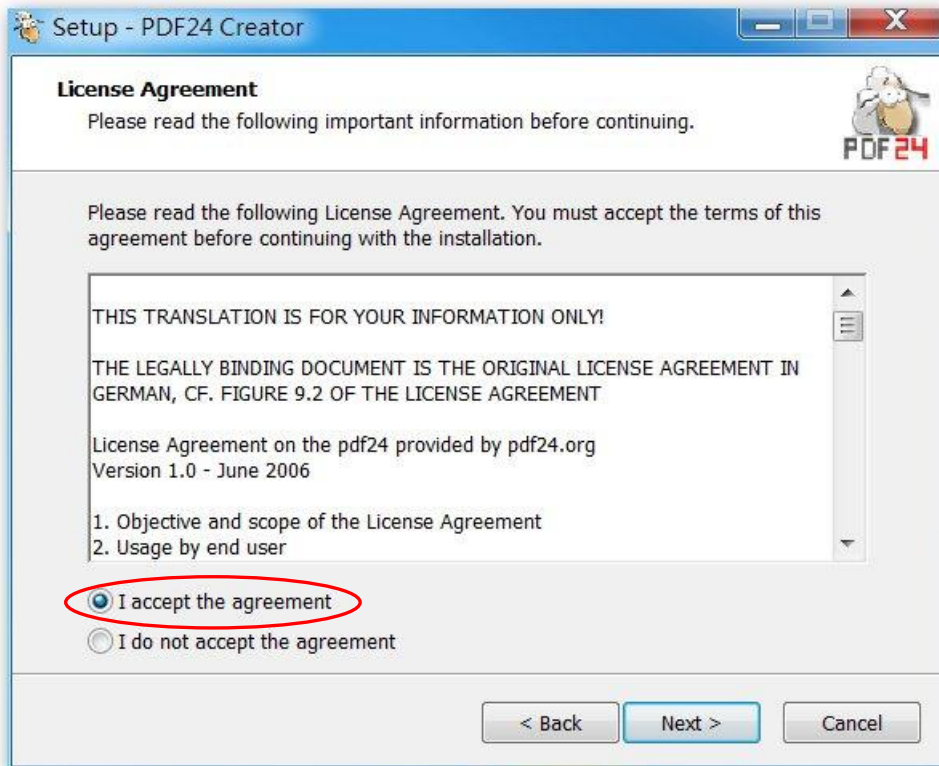 Setup - PDF24 Creator
License Agreement
Please read the following important information before continuing.
PDF24
Please read the following License Agreement. You must accept the terms of this
agreement before continuing with the installation.
THIS TRANSLATION IS FOR YOUR INFORMATION ONLY!
THE LEGALLY BINDING DOCUMENT IS THE ORIGINAL LICENSE AGREEMENT IN
GERMAN, CF. FIGURE 9.2 OF THE LICENSE AGREEMENT
License Agreement on the pdf24 provided by pdf24.org
Version 1.0 - June 2006
1. Objective and scope of the License Agreement
2. Usage by end user
I accept the agreement
I do not accept the agreement
< Back Next > Cancel